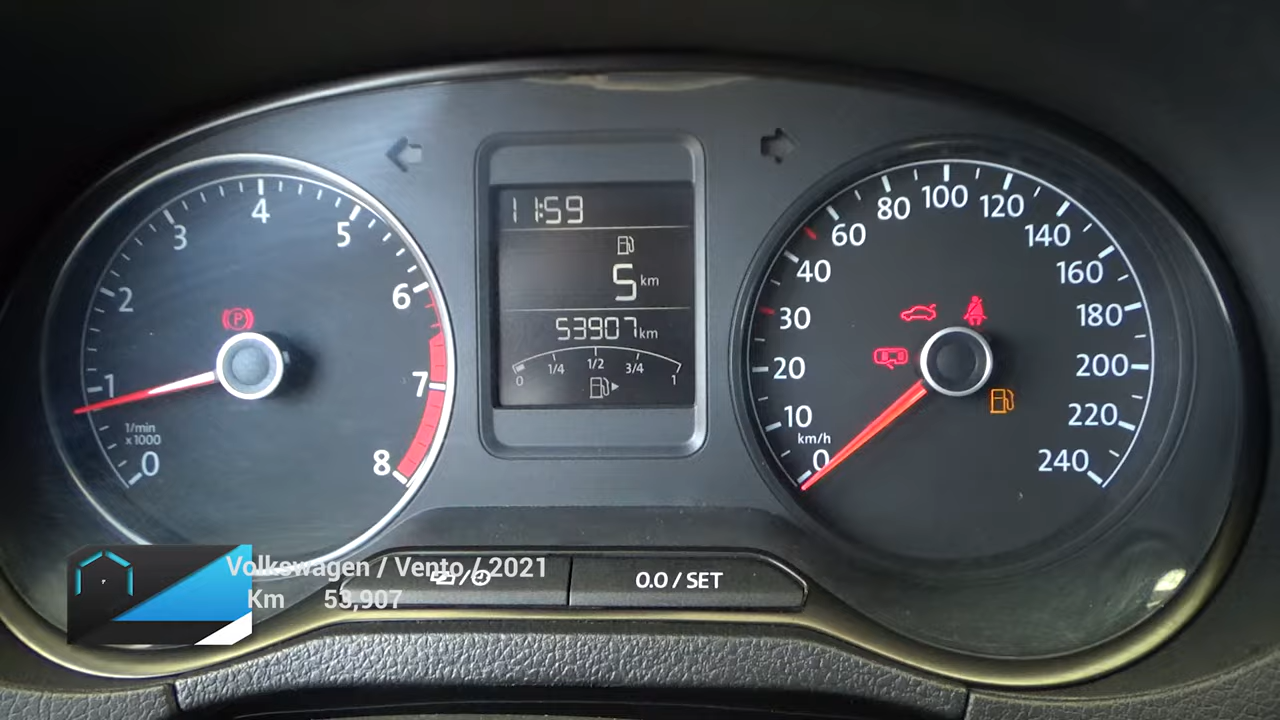 0 1 2 3 4 5 6 7 8
1/min
x1000
(P)
11:59
5 km
53907 km
0 1/4 1/2 3/4 1
0 10 20 30 40 60 80 100 120 140 160 180 200 220 240
km/h
0.0 / SET
Volkswagen / Vento / 2021
Km 53,907